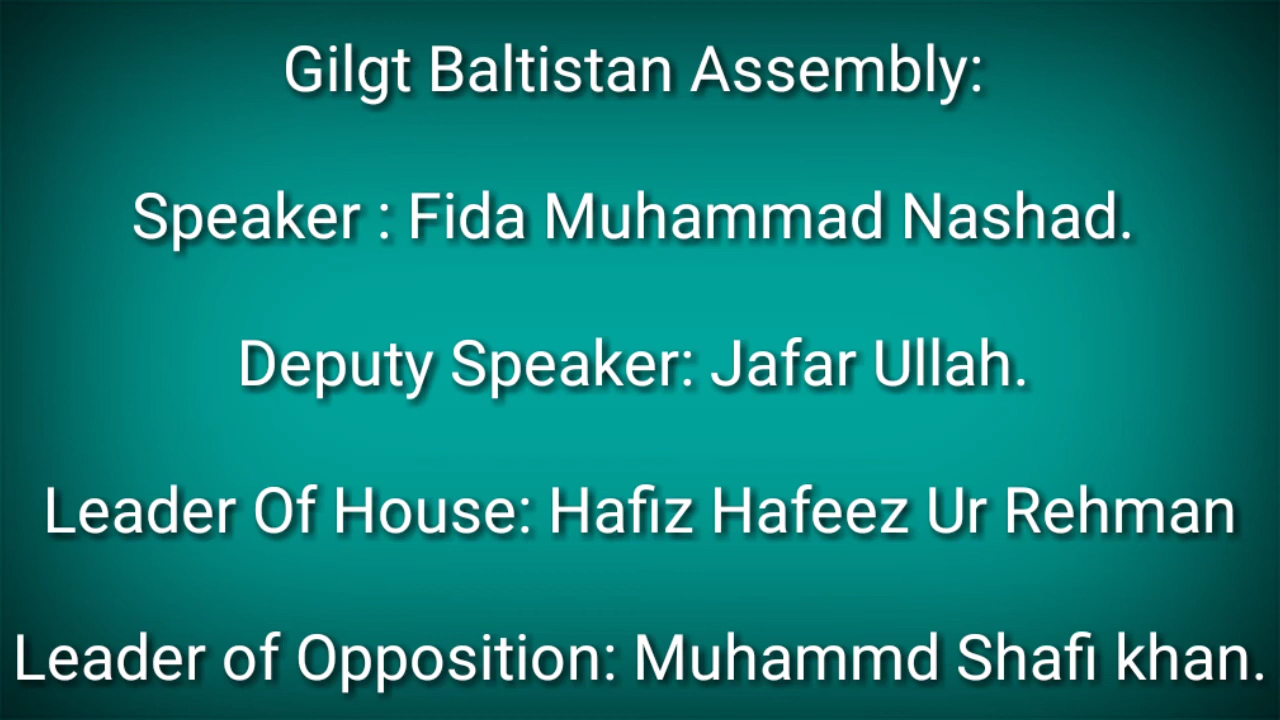 Gilgt Baltistan Assembly:
Speaker : Fida Muhammad Nashad.
Deputy Speaker: Jafar Ullah.
Leader Of House: Hafiz Hafeez Ur Rehman
Leader of Opposition: Muhammd Shafi khan.